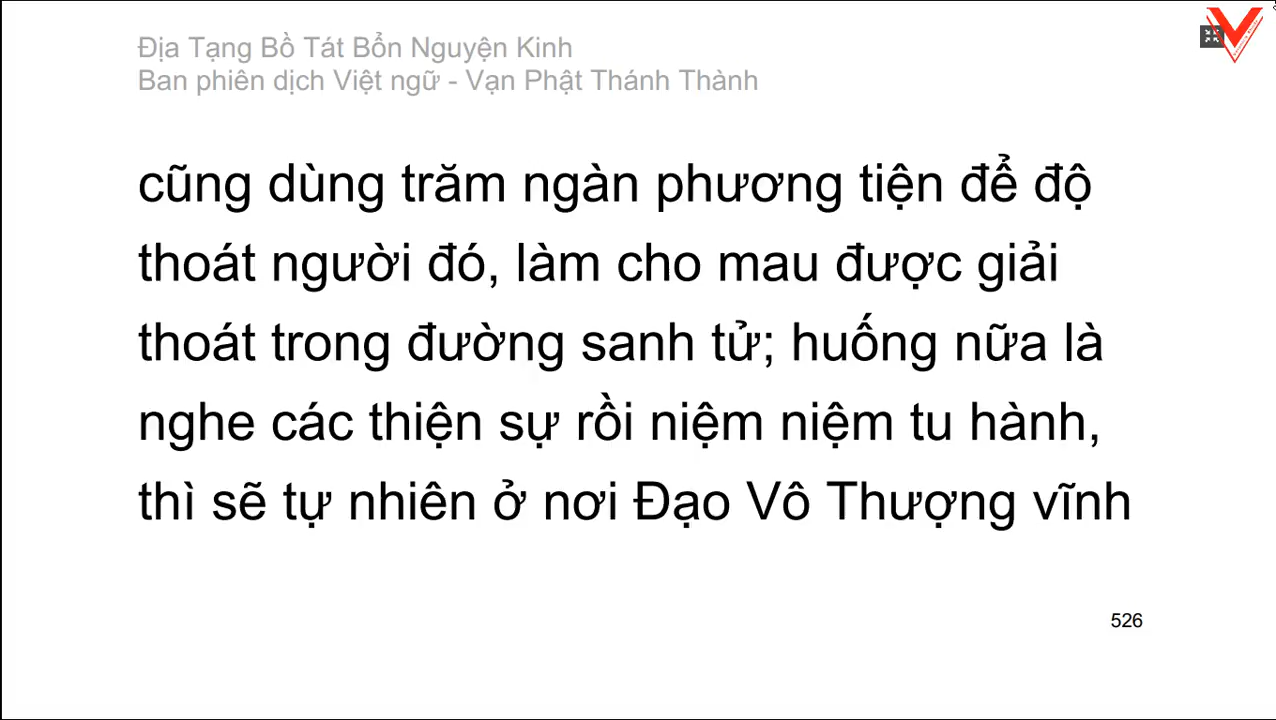 Địa Tạng Bồ Tát Bổn Nguyện Kinh
Ban phiên dịch Việt ngữ - Vạn Phật Thánh Thành
cũng dùng trăm ngàn phương tiện để độ
thoát người đó, làm cho mau được giải
thoát trong đường sanh tử; huống nữa là
nghe các thiện sự rồi niệm niệm tu hành,
thì sẽ tự nhiên ở nơi Đạo Vô Thượng vĩnh
526